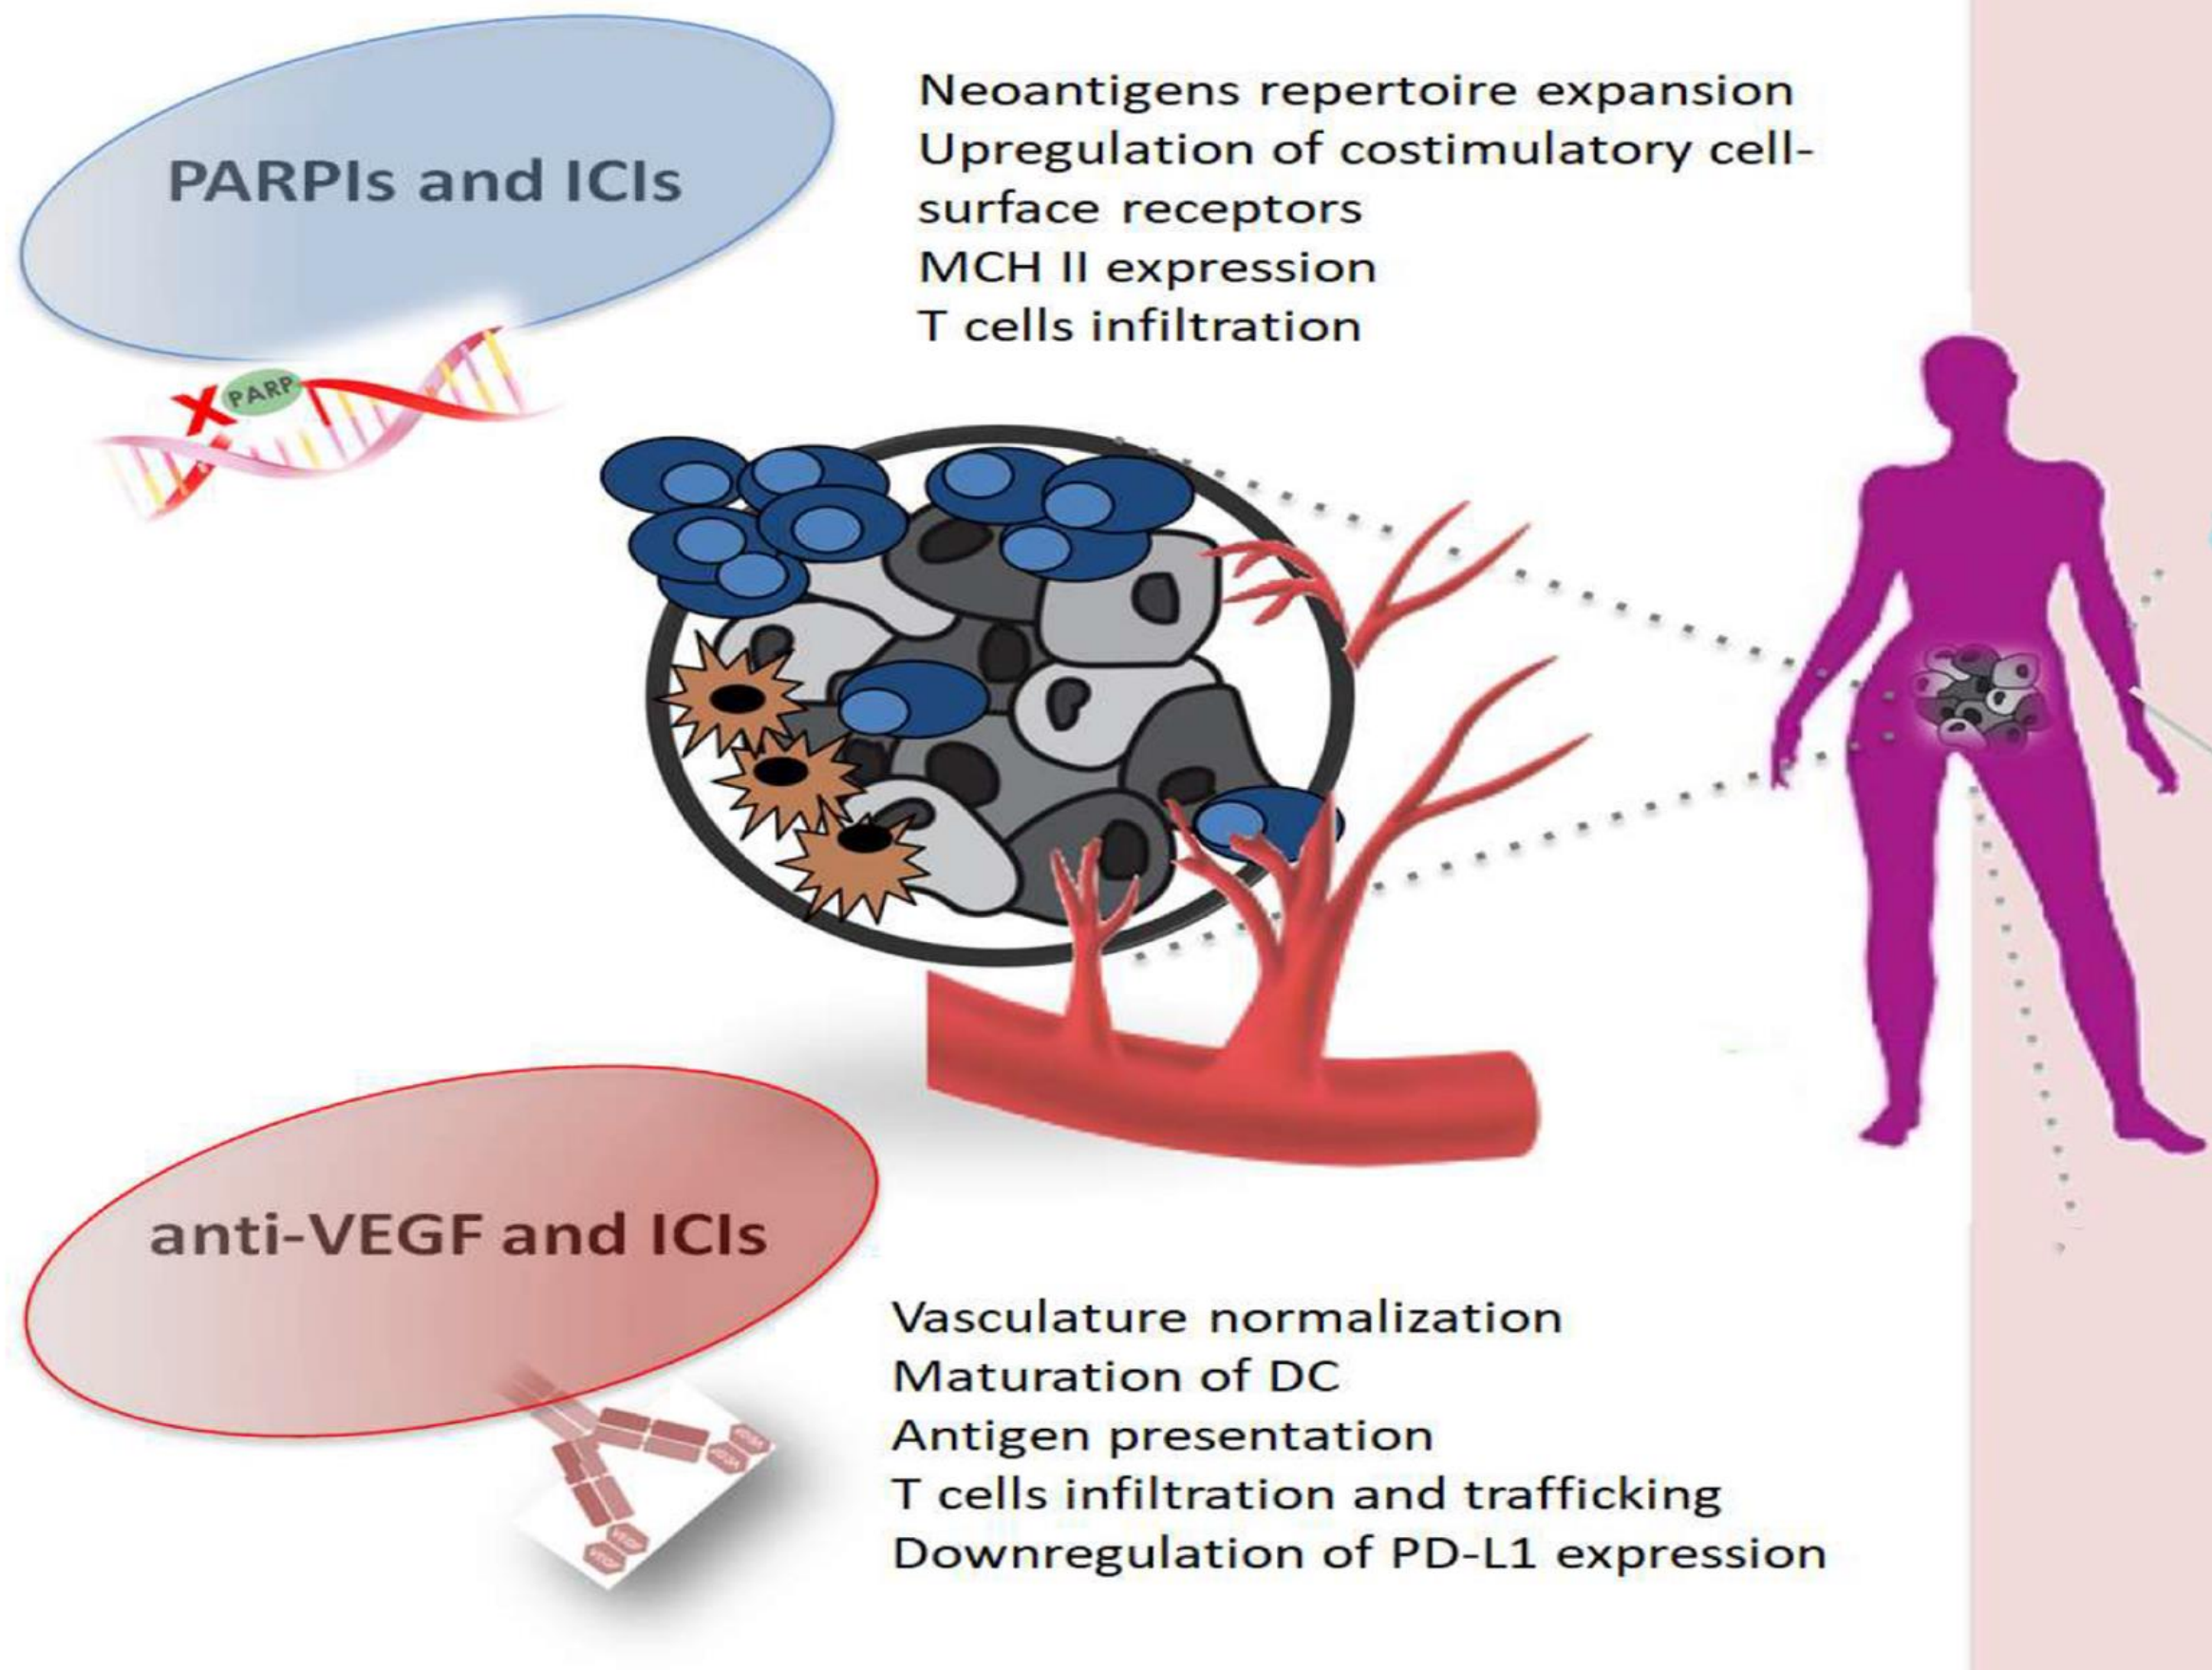 PARPIs and ICIs
Neoantigens repertoire expansion
Upregulation of costimulatory cell-
surface receptors
MCH II expression
T cells infiltration
X PARP
anti-VEGF and ICIs
Vasculature normalization
Maturation of DC
Antigen presentation
T cells infiltration and trafficking
Downregulation of PD-L1 expression
VEGF
VEGF